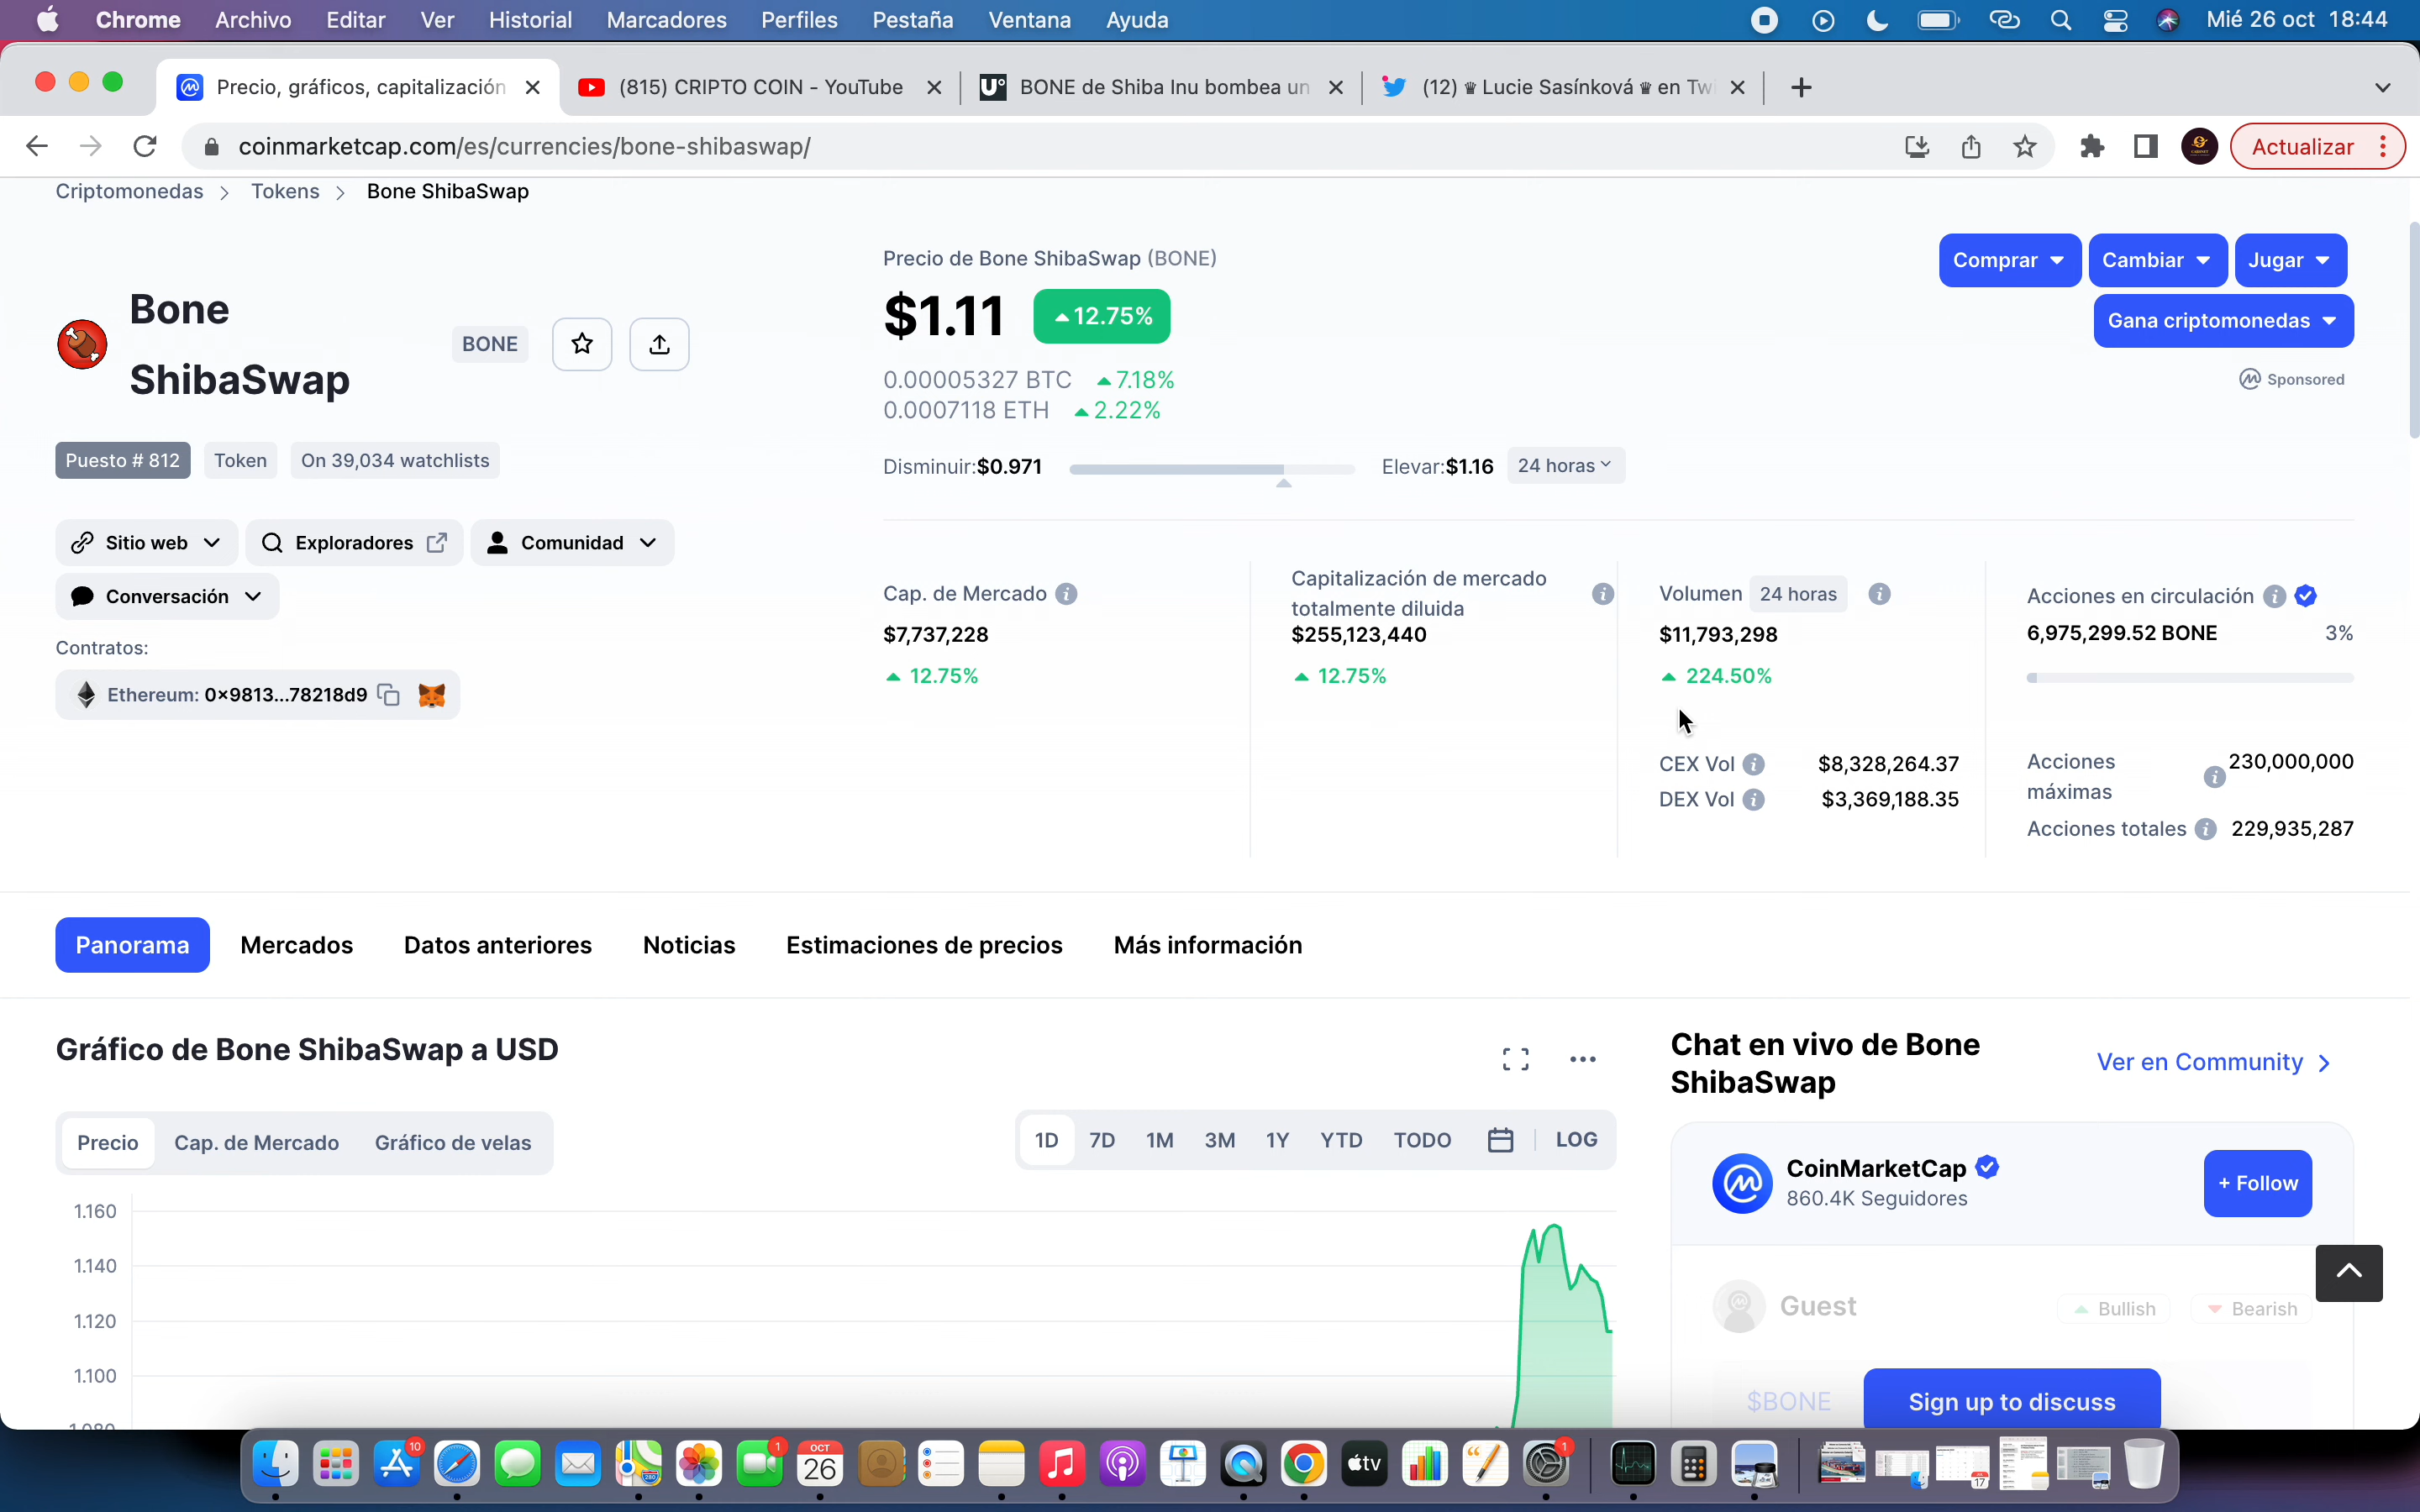 Chrome Archivo Editar Ver Historial Marcadores Perfiles Pestaña Ventana Ayuda Mié 26 oct 18:44
Precio, gráficos, capitalización (815) CRIPTO COIN - YouTube BONE de Shiba Inu bombea un (12) ♛ Lucie Sasínková ♛ en Tw
coinmarketcap.com/es/currencies/bone-shibaswap/ Actualizar
Criptomonedas > Tokens > Bone ShibaSwap
Bone
ShibaSwap
BONE
Puesto # 812 Token On 39,034 watchlists
Sitio web Exploradores Comunidad
Conversación
Contratos:
Ethereum: 0x9813...78218d9
Precio de Bone ShibaSwap (BONE)
$1.11 12.75%
0.00005327 BTC 7.18%
0.0007118 ETH 2.22%
Disminuir:$0.971 Elevar:$1.16 24 horas
Comprar Cambiar Jugar
Gana criptomonedas
Sponsored
Cap. de Mercado
$7,737,228
12.75%
Capitalización de mercado
totalmente diluida
$255,123,440
12.75%
Volumen 24 horas
$11,793,298
224.50%
CEX Vol $8,328,264.37
DEX Vol $3,369,188.35
Acciones en circulación
6,975,299.52 BONE 3%
Acciones
máximas
230,000,000
Acciones totales 229,935,287
Panorama Mercados Datos anteriores Noticias Estimaciones de precios Más información
Gráfico de Bone ShibaSwap a USD
Precio Cap. de Mercado Gráfico de velas
1D 7D 1M 3M 1Y YTD TODO LOG
1.160
1.140
1.120
1.100
1.080
Chat en vivo de Bone
ShibaSwap
Ver en Community >
CoinMarketCap
860.4K Seguidores
+ Follow
Guest Bullish Bearish
$BONE Sign up to discuss
10
280
1
OCT
26
tv
1
17